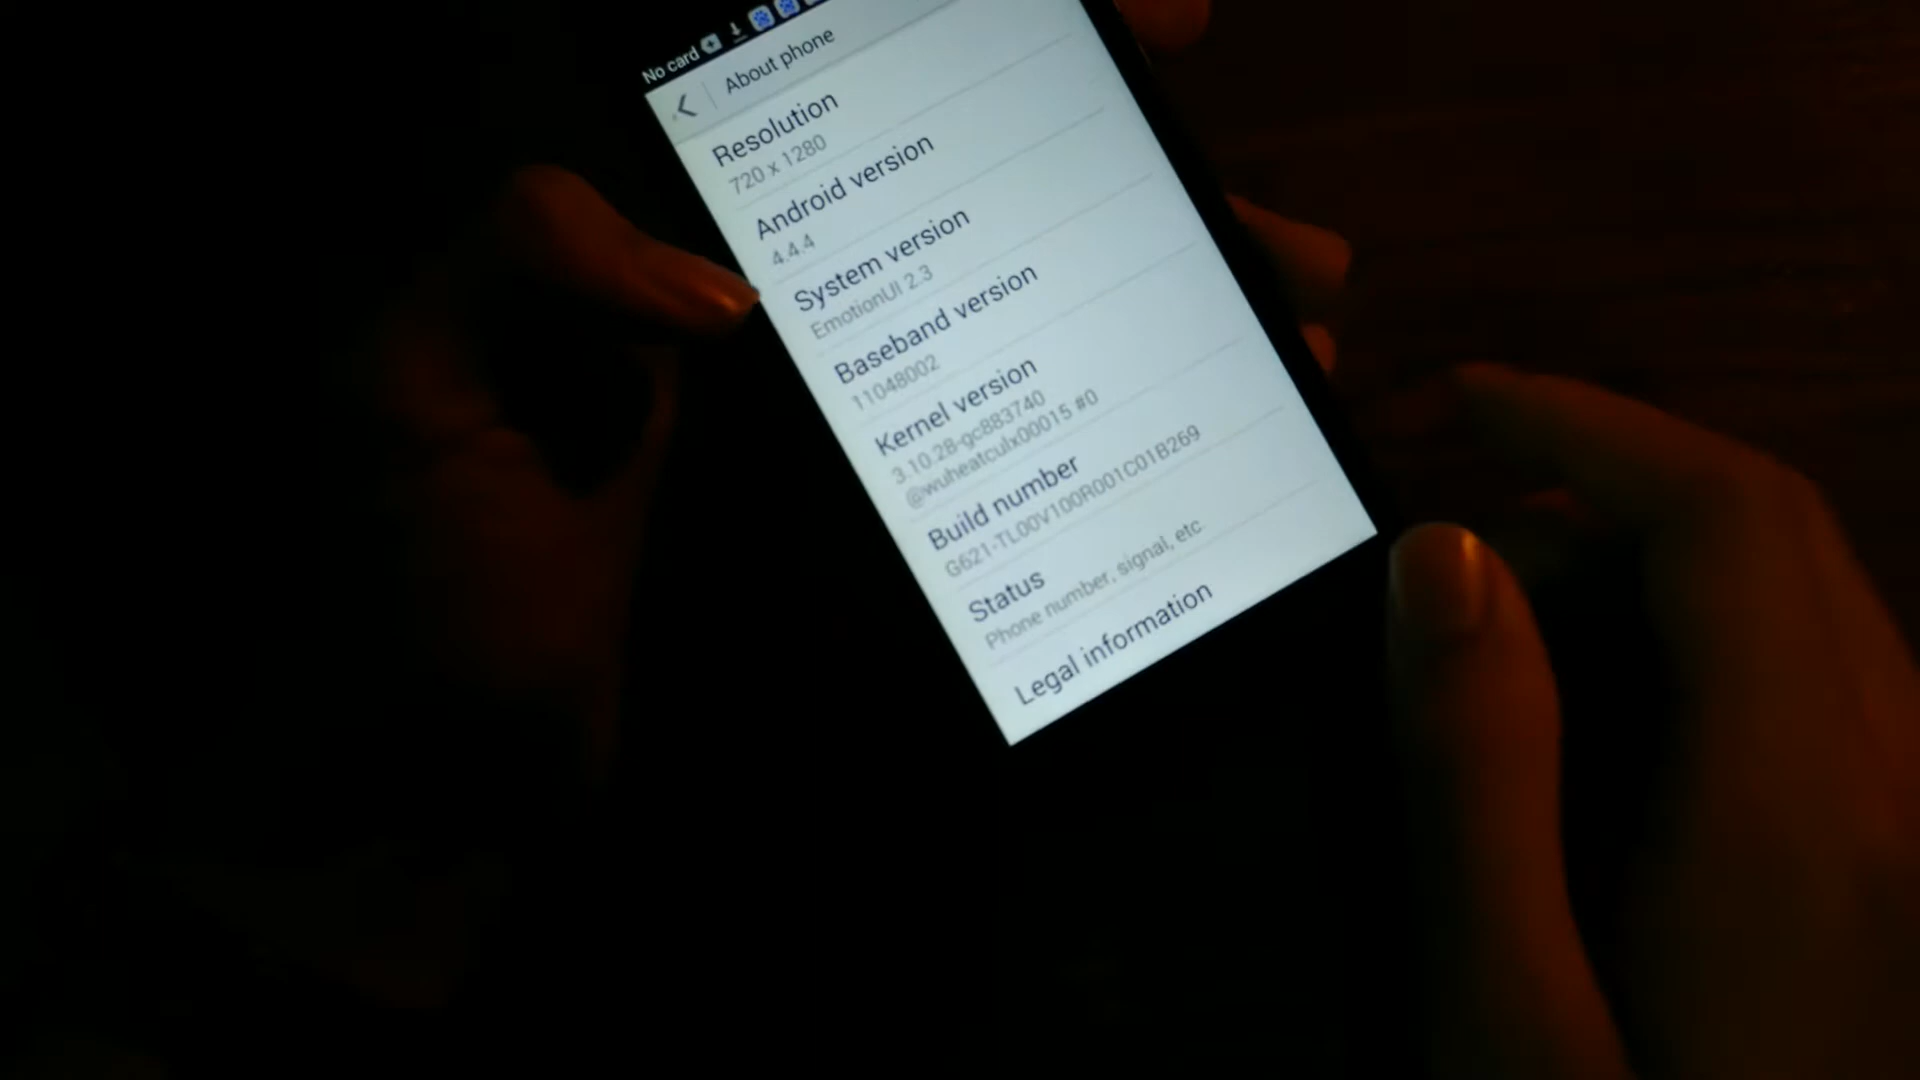 No card
About phone
Resolution
720 x 1280
Android version
4.4.4
System version
EmotionUI 2.3
Baseband version
11048002
Kernel version
3.10.28-gc883740
@wuheatculx00015 #0
Build number
G621-TL00V100R001C01B269
Status
Phone number, signal, etc.
Legal information